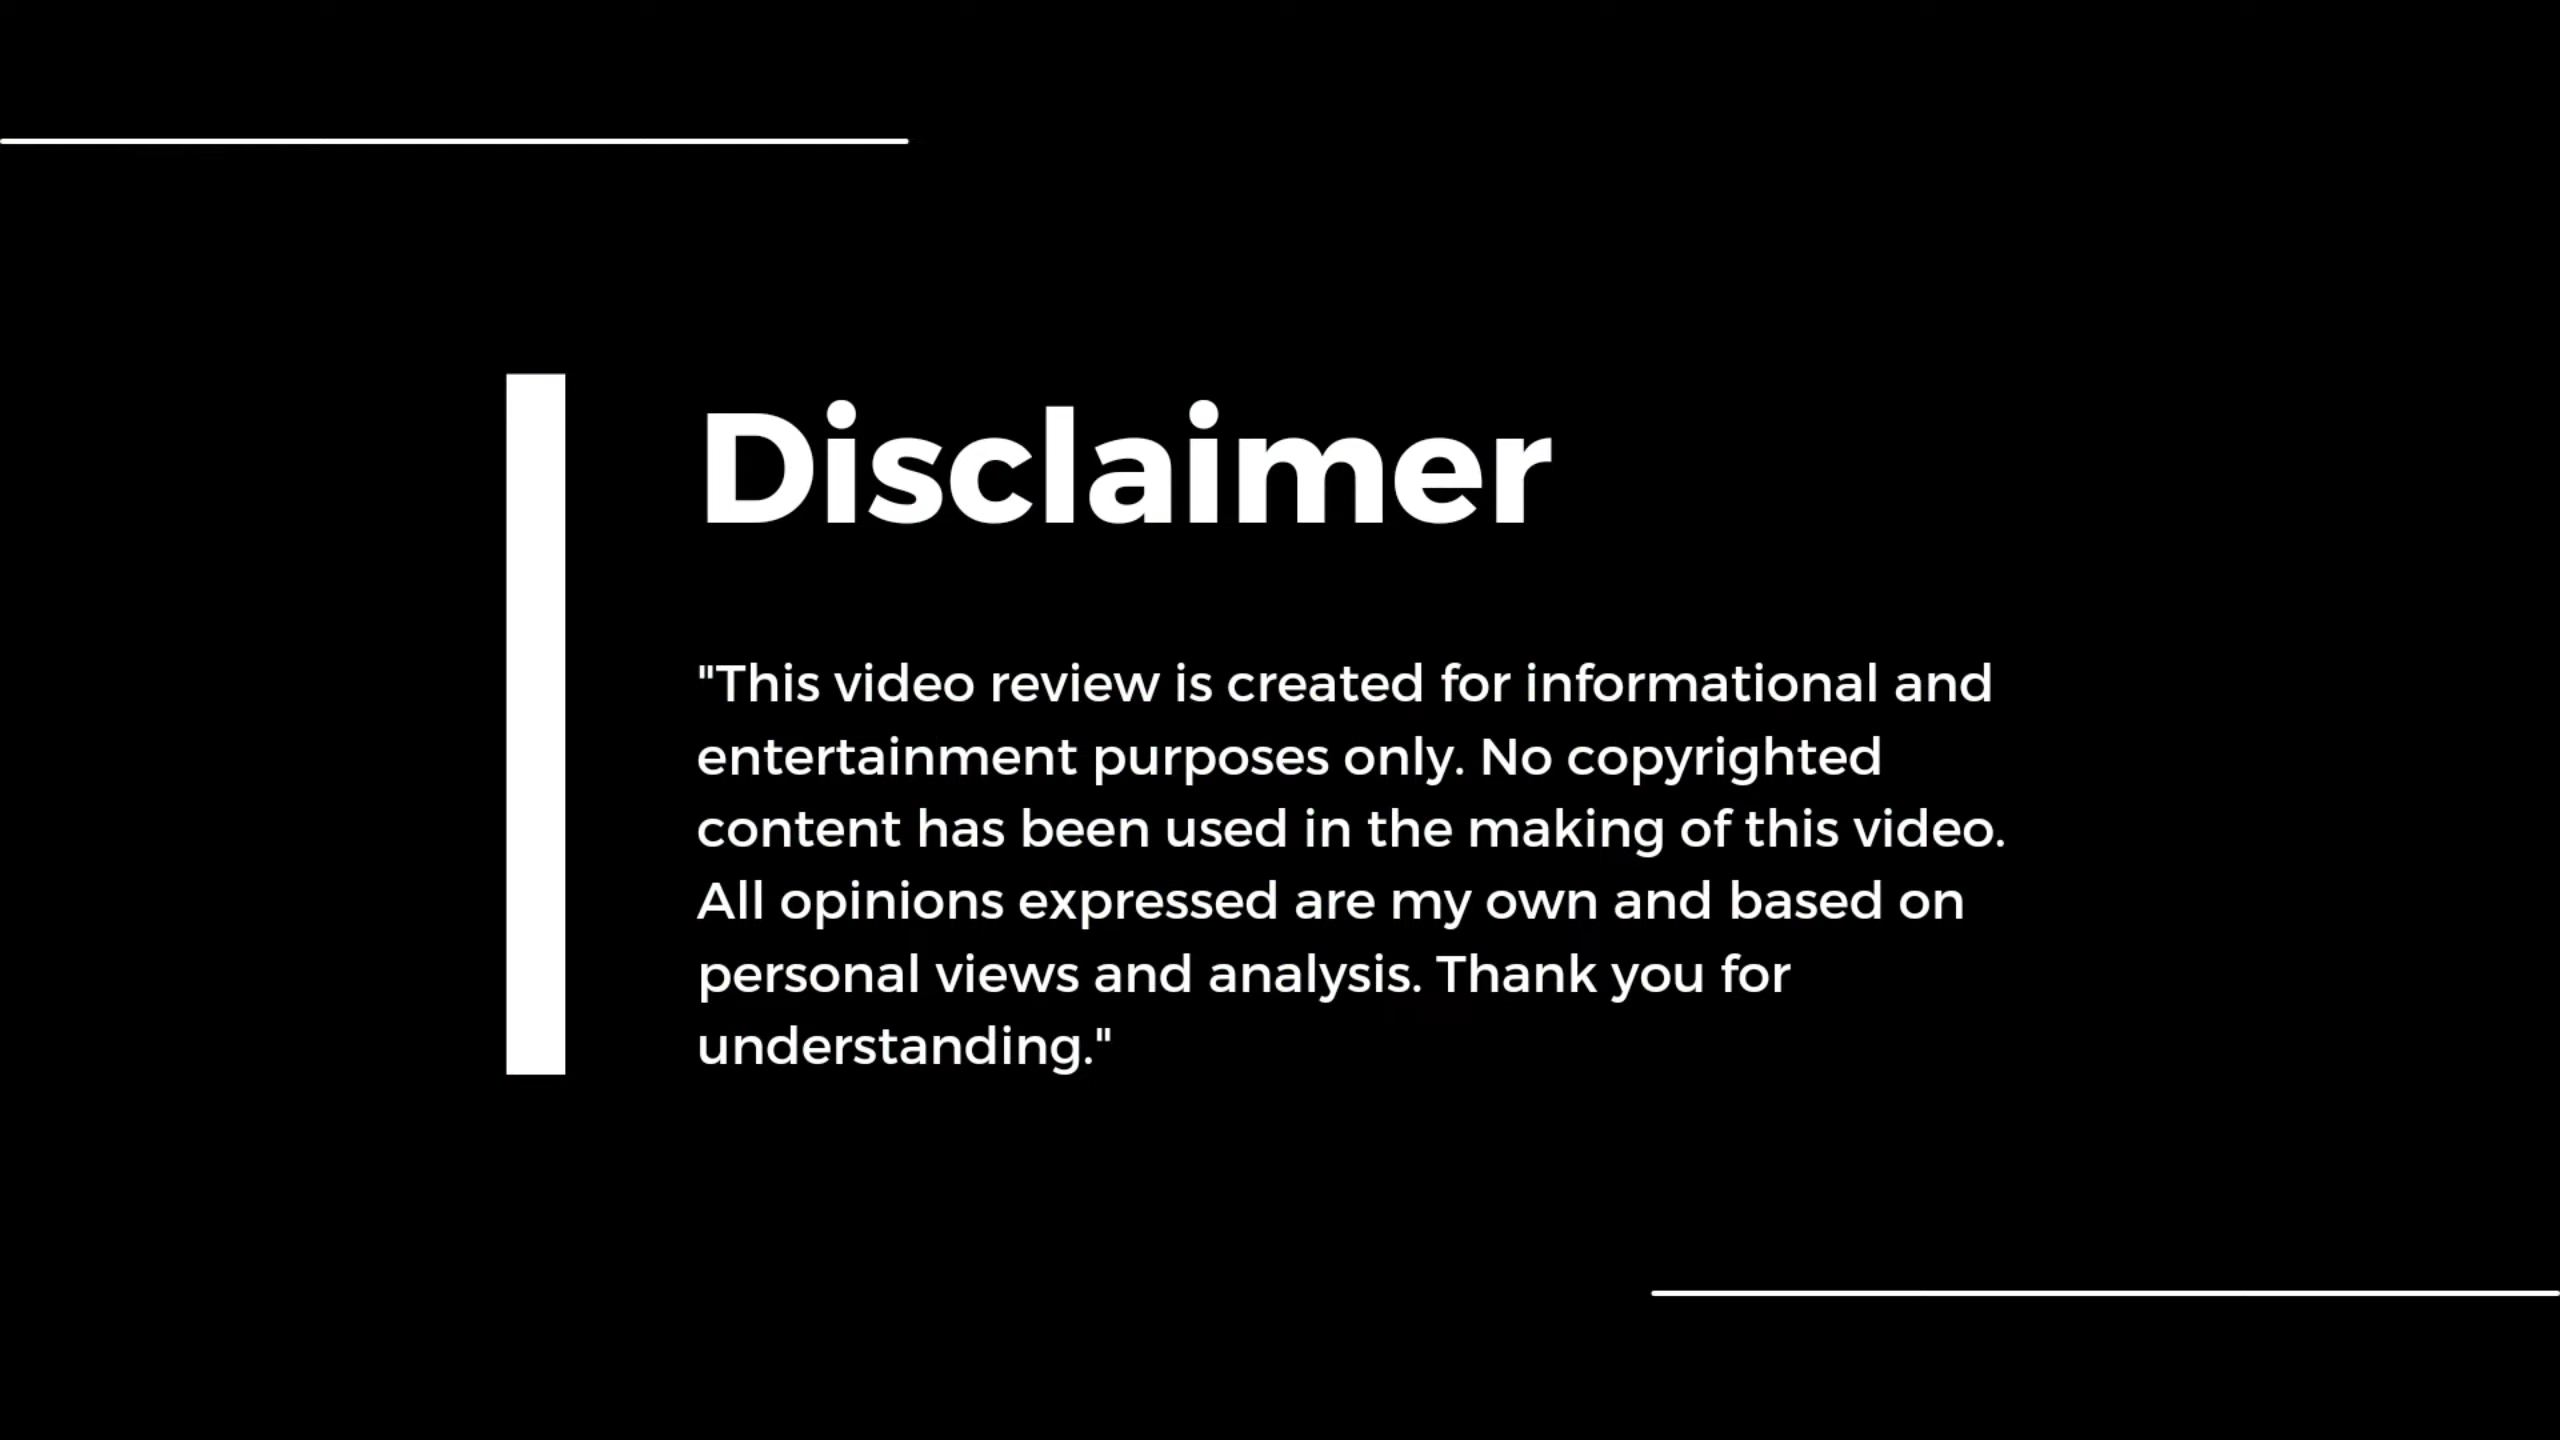 Disclaimer
"This video review is created for informational and
entertainment purposes only. No copyrighted
content has been used in the making of this video.
All opinions expressed are my own and based on
personal views and analysis. Thank you for
understanding."